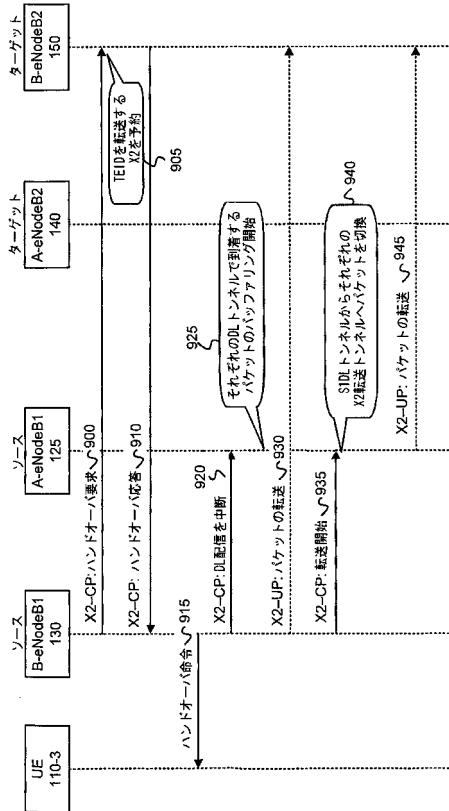 UE
110-3
ソース
B-eNodeB1
130
ソース
A-eNodeB1
125
ターゲット
A-eNodeB2
140
ターゲット
B-eNodeB2
150
X2-CP:ハンドオーバ要求 900
TEIDを転送する
X2を予約
905
X2-CP: ハンドオーバ応答 910
ハンドオーバ命令 915
920
X2-CP: DL配信を中断
925
それぞれのDLトンネルで到着する
パケットのバッファリング開始
X2-UP: パケットの転送 930
X2-CP: 転送開始 935
940
S1DLトンネルからそれぞれの
X2転送トンネルへパケットを切換
X2-UP: パケットの転送 945